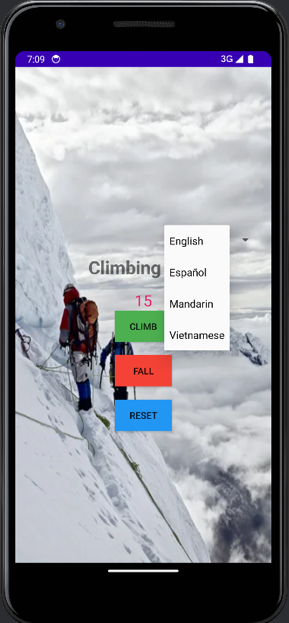 7:09 3G
English
Climbing
Español
15
Mandarin
CLIMB
Vietnamese
FALL
RESET